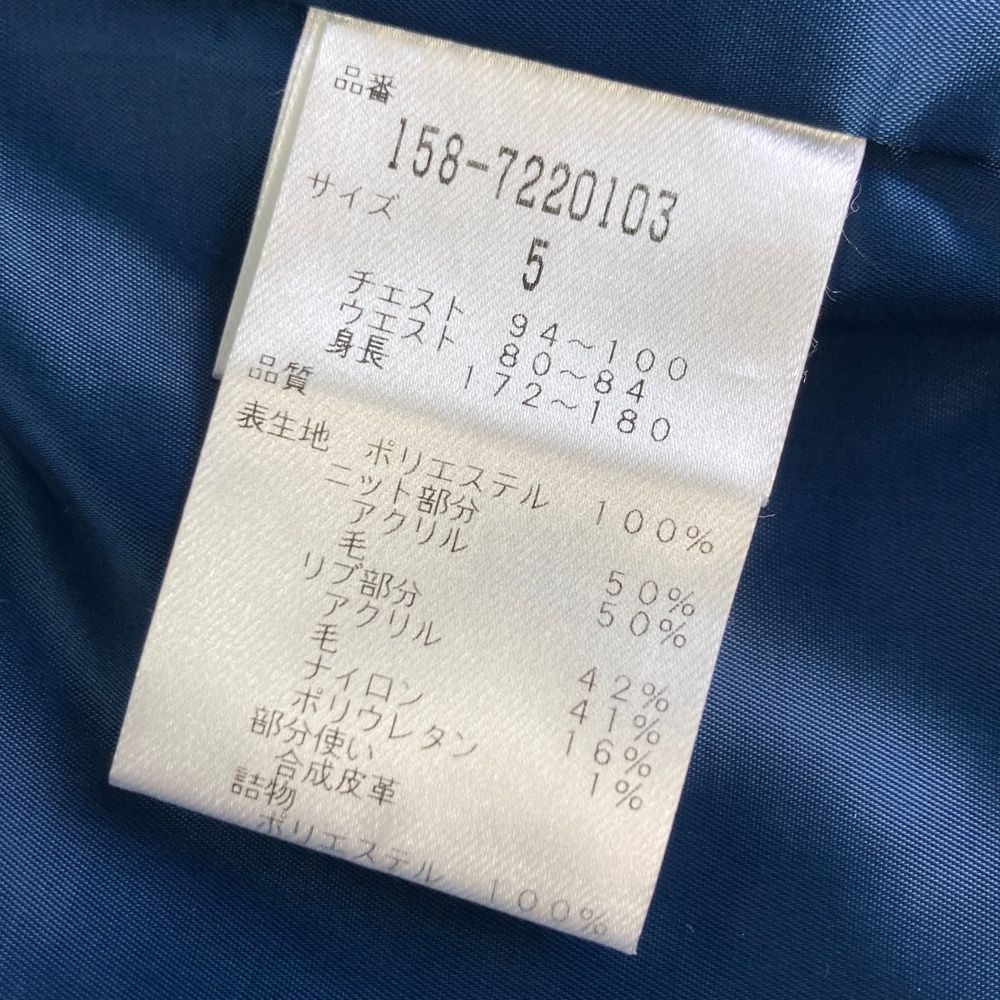 品番
158-7220103
サイズ
5
チェスト 94～100
ウエスト 80～84
身長 172～180
品質
表生地 ポリエステル 100%
ニット部分
アクリル 50%
毛 50%
リブ部分
アクリル 42%
毛 41%
ナイロン 16%
ポリウレタン 1%
部分使い
合成皮革
詰物
ポリエステル 100%